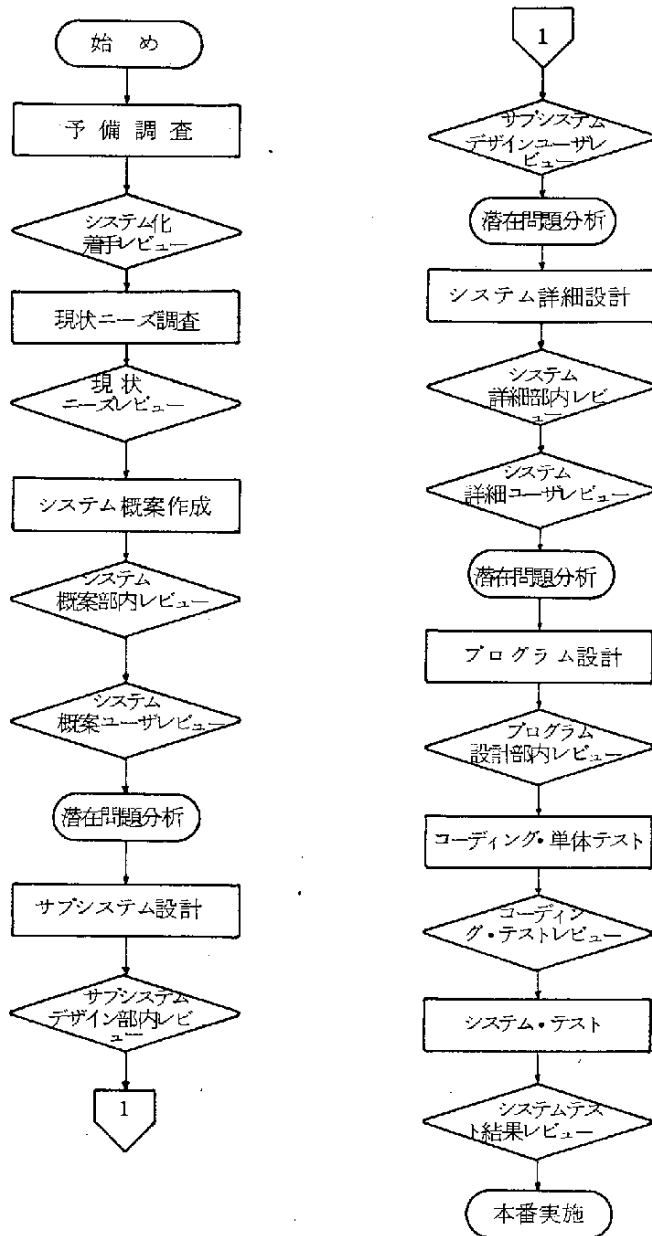 始め
予備調査
システム化
着手レビュー
現状ニーズ調査
現状
ニーズレビュー
システム概案作成
システム
概案部内レビュー
システム
概案ユーザレビュー
潜在問題分析
サブシステム設計
サブシステム
デザイン部内レビ
ュー
1
1
サブシステム
デザインユーザレ
ビュー
潜在問題分析
システム詳細設計
システム
詳細部内レビ
ュー
システム
詳細ユーザレビュー
潜在問題分析
プログラム設計
プログラム
設計部内レビュー
コーディング・単体テスト
コーディン
グ・テストレビュー
システム・テスト
システムテス
ト結果レビュー
本番実施